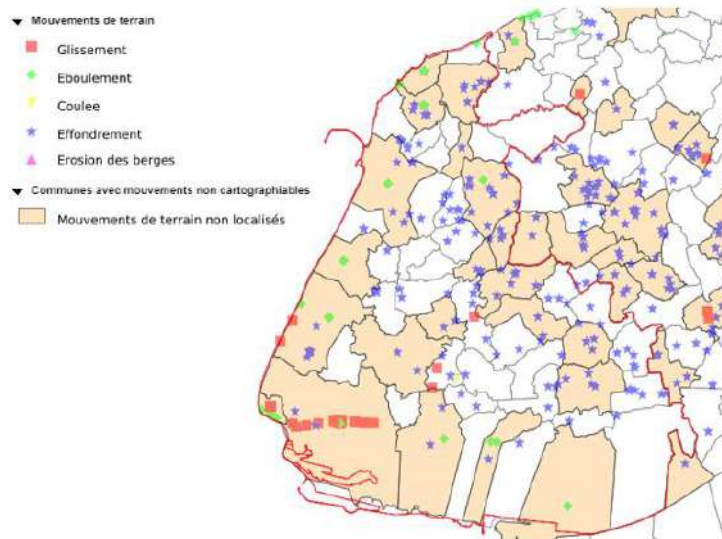 Mouvements de terrain
Glissement
Eboulement
Coulee
Effondrement
Erosion des berges
Communes avec mouvements non cartographiables
Mouvements de terrain non localisés